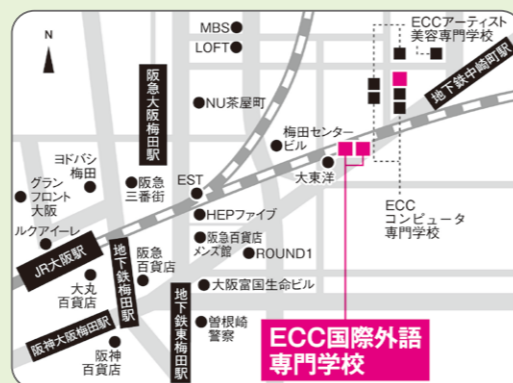 N
MBS
LOFT
ECCアーティスト
美容専門学校
地下鉄中崎町駅
阪急大阪梅田駅
NU茶屋町
梅田センター
ビル
大東洋
ヨドバシ
梅田
グラン
フロント
大阪
阪急
三番街
EST
HEPファイブ
ECC
コンピュータ
専門学校
ルクアイーレ
JR大阪駅
地下鉄梅田駅
阪急
百貨店
阪急百貨店
メンズ館
ROUND1
大丸
百貨店
地下鉄東梅田駅
大阪富国生命ビル
阪神大阪梅田駅
阪神
百貨店
曽根崎
警察
ECC国際外語
専門学校